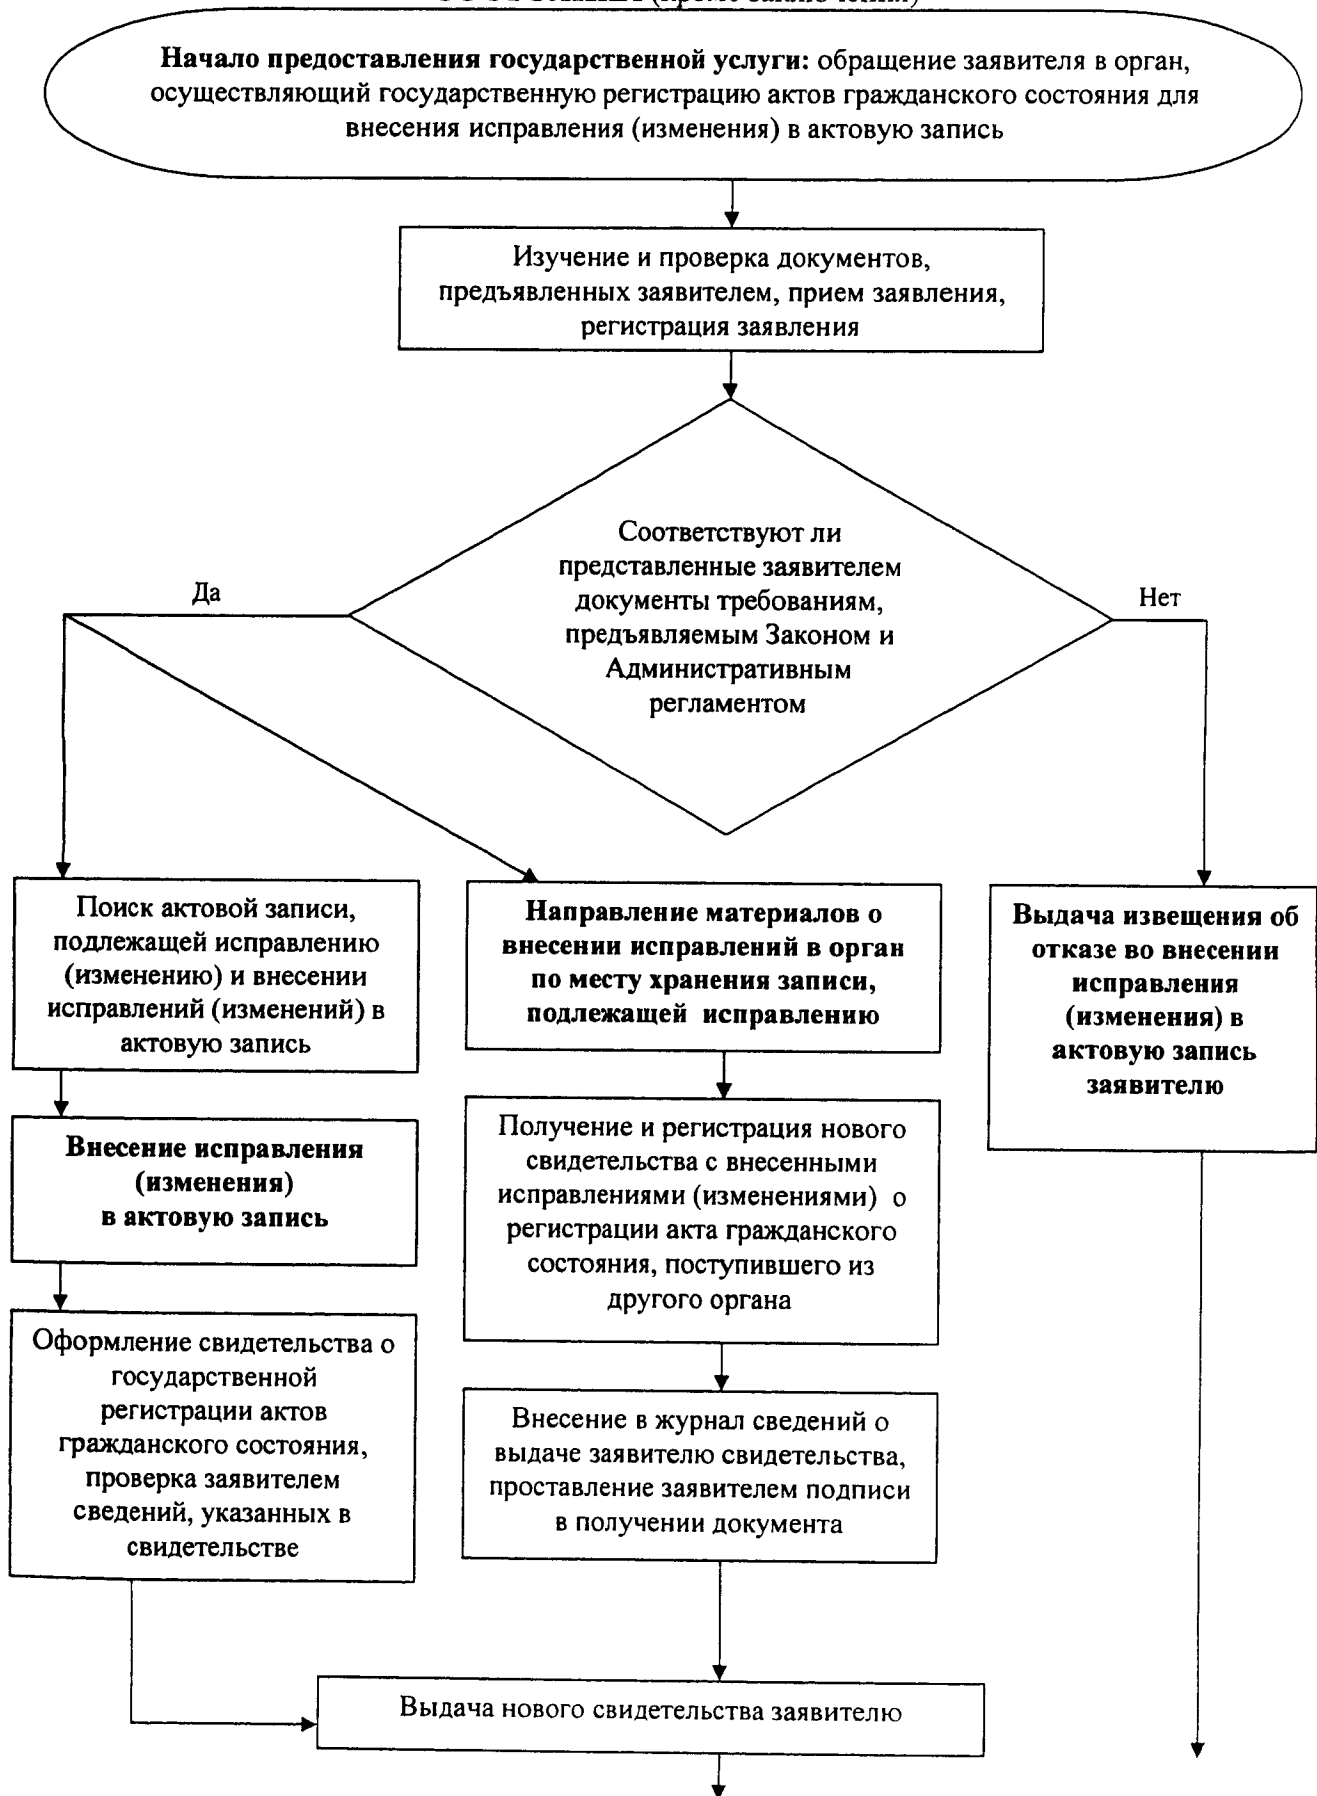 (кроме заключения)
Начало предоставления государственной услуги: обращение заявителя в орган,
осуществляющий государственную регистрацию актов гражданского состояния для
внесения исправления (изменения) в актовую запись
Изучение и проверка документов,
предъявленных заявителем, прием заявления,
регистрация заявления
Соответствуют ли
представленные заявителем
документы требованиям,
предъявляемым Законом и
Административным
регламентом
Да
Нет
Поиск актовой записи,
подлежащей исправлению
(изменению) и внесении
исправлений (изменений) в
актовую запись
Внесение исправления
(изменения)
в актовую запись
Оформление свидетельства о
государственной
регистрации актов
гражданского состояния,
проверка заявителем
сведений, указанных в
свидетельстве
Направление материалов о
внесении исправлений в орган
по месту хранения записи,
подлежащей исправлению
Получение и регистрация нового
свидетельства с внесенными
исправлениями (изменениями) о
регистрации акта гражданского
состояния, поступившего из
другого органа
Внесение в журнал сведений о
выдаче заявителю свидетельства,
проставление заявителем подписи
в получении документа
Выдача извещения об
отказе во внесении
исправления
(изменения) в
актовую запись
заявителю
Выдача нового свидетельства заявителю